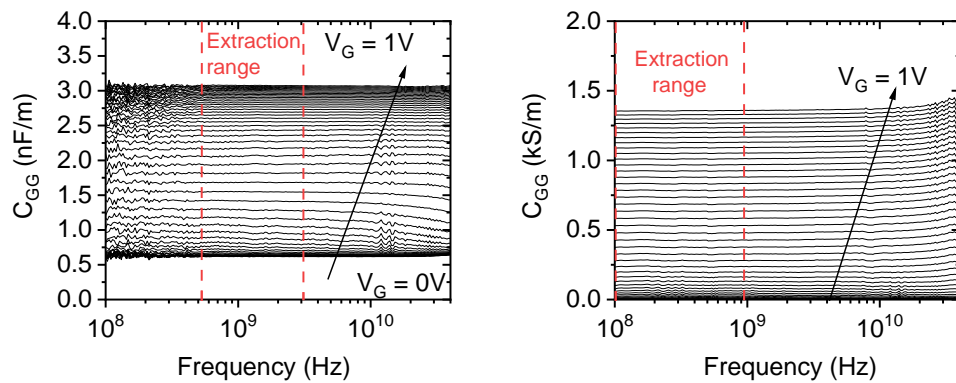 4.0
3.5
3.0
2.5
2.0
1.5
1.0
0.5
0.0
C_GG (nF/m)
Extraction
range
V_G = 1V
V_G = 0V
10^8
10^9
10^10
Frequency (Hz)
2.0
1.5
1.0
0.5
0.0
C_GG (kS/m)
Extraction
range
V_G = 1V
10^8
10^9
10^10
Frequency (Hz)